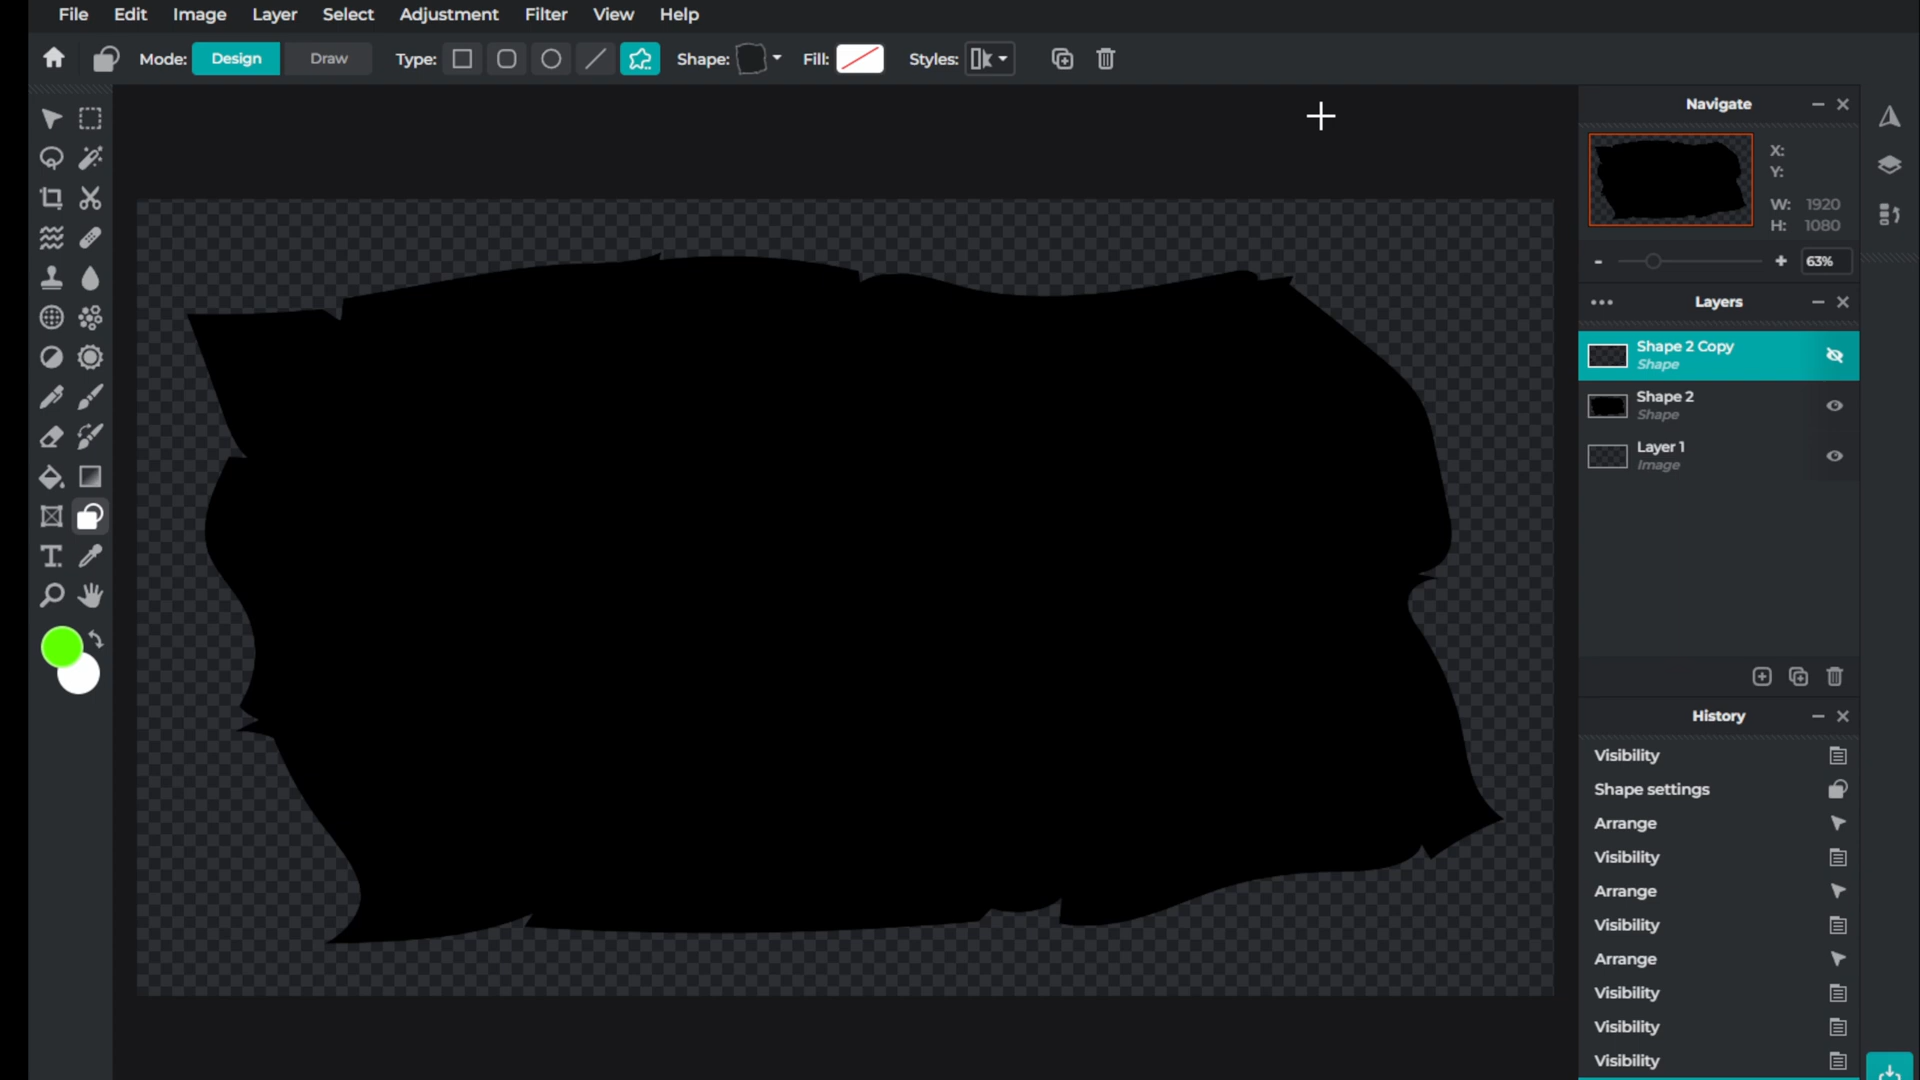 File Edit Image Layer Select Adjustment Filter View Help
Mode: Design Draw Type: Shape: Fill: Styles:
Navigate
X:
Y:
W: 1920
H: 1080
- + 63%
Layers
Shape 2 Copy
Shape
Shape 2
Shape
Layer 1
Image
History
Visibility
Shape settings
Arrange
Visibility
Arrange
Visibility
Arrange
Visibility
Visibility
Visibility